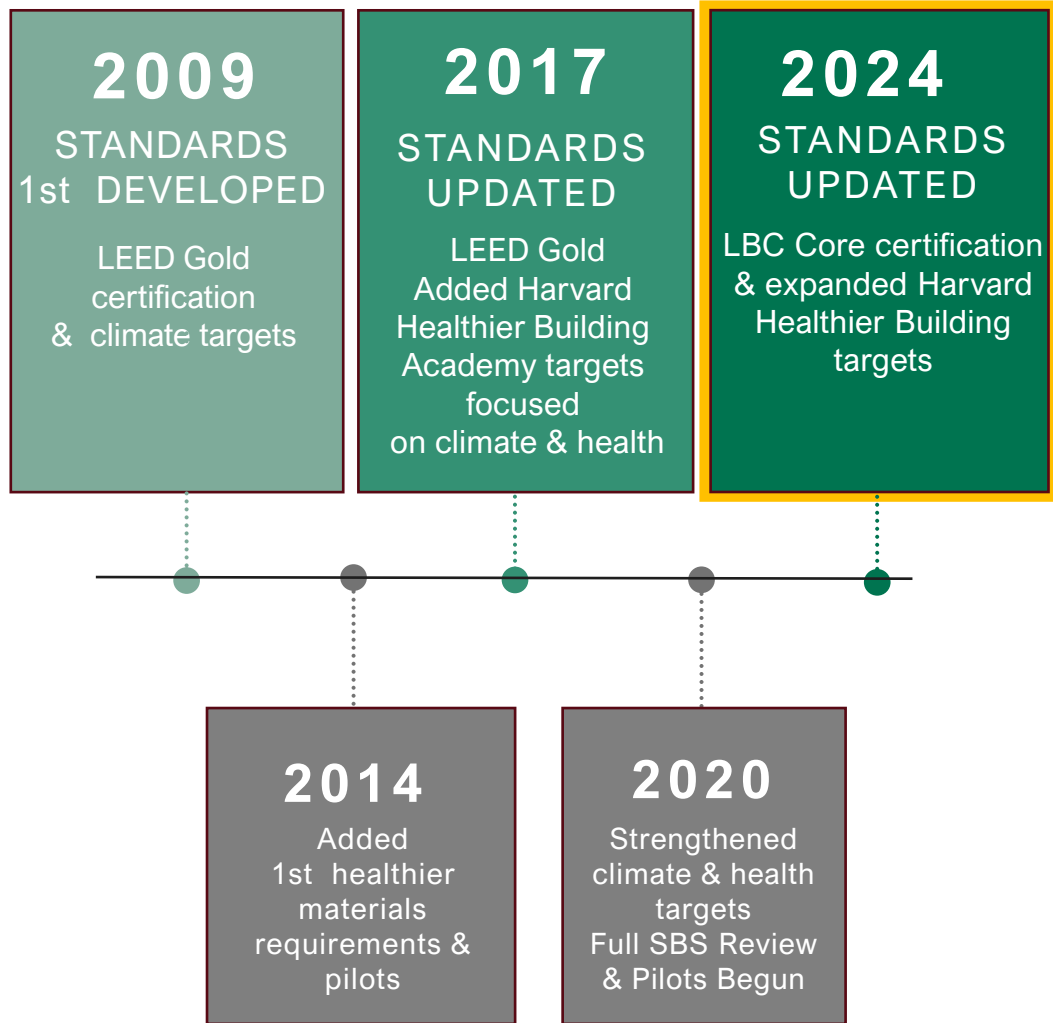 2009
STANDARDS
1st DEVELOPED
LEED Gold
certification
& climate targets
2017
STANDARDS
UPDATED
LEED Gold
Added Harvard
Healthier Building
Academy targets
focused
on climate & health
2024
STANDARDS
UPDATED
LBC Core certification
& expanded Harvard
Healthier Building
targets
2014
Added
1st healthier
materials
requirements &
pilots
2020
Strengthened
climate & health
targets
Full SBS Review
& Pilots Begun